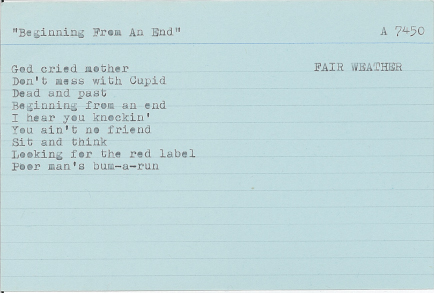 "Beginning From An End" A 7450
God cried mother FAIR WEATHER
Don't mess with Cupid
Dead and past
Beginning from an end
I hear you knockin'
You ain't no friend
Sit and think
Looking for the red label
Poor man's bum-a-run